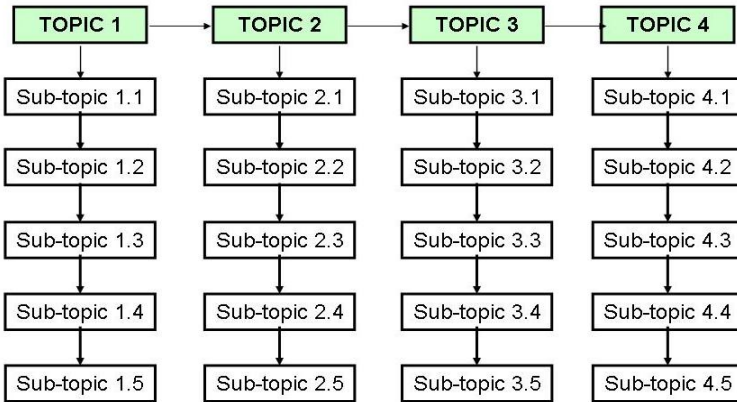 TOPIC 1
TOPIC 2
TOPIC 3
TOPIC 4
Sub-topic 1.1
Sub-topic 2.1
Sub-topic 3.1
Sub-topic 4.1
Sub-topic 1.2
Sub-topic 2.2
Sub-topic 3.2
Sub-topic 4.2
Sub-topic 1.3
Sub-topic 2.3
Sub-topic 3.3
Sub-topic 4.3
Sub-topic 1.4
Sub-topic 2.4
Sub-topic 3.4
Sub-topic 4.4
Sub-topic 1.5
Sub-topic 2.5
Sub-topic 3.5
Sub-topic 4.5